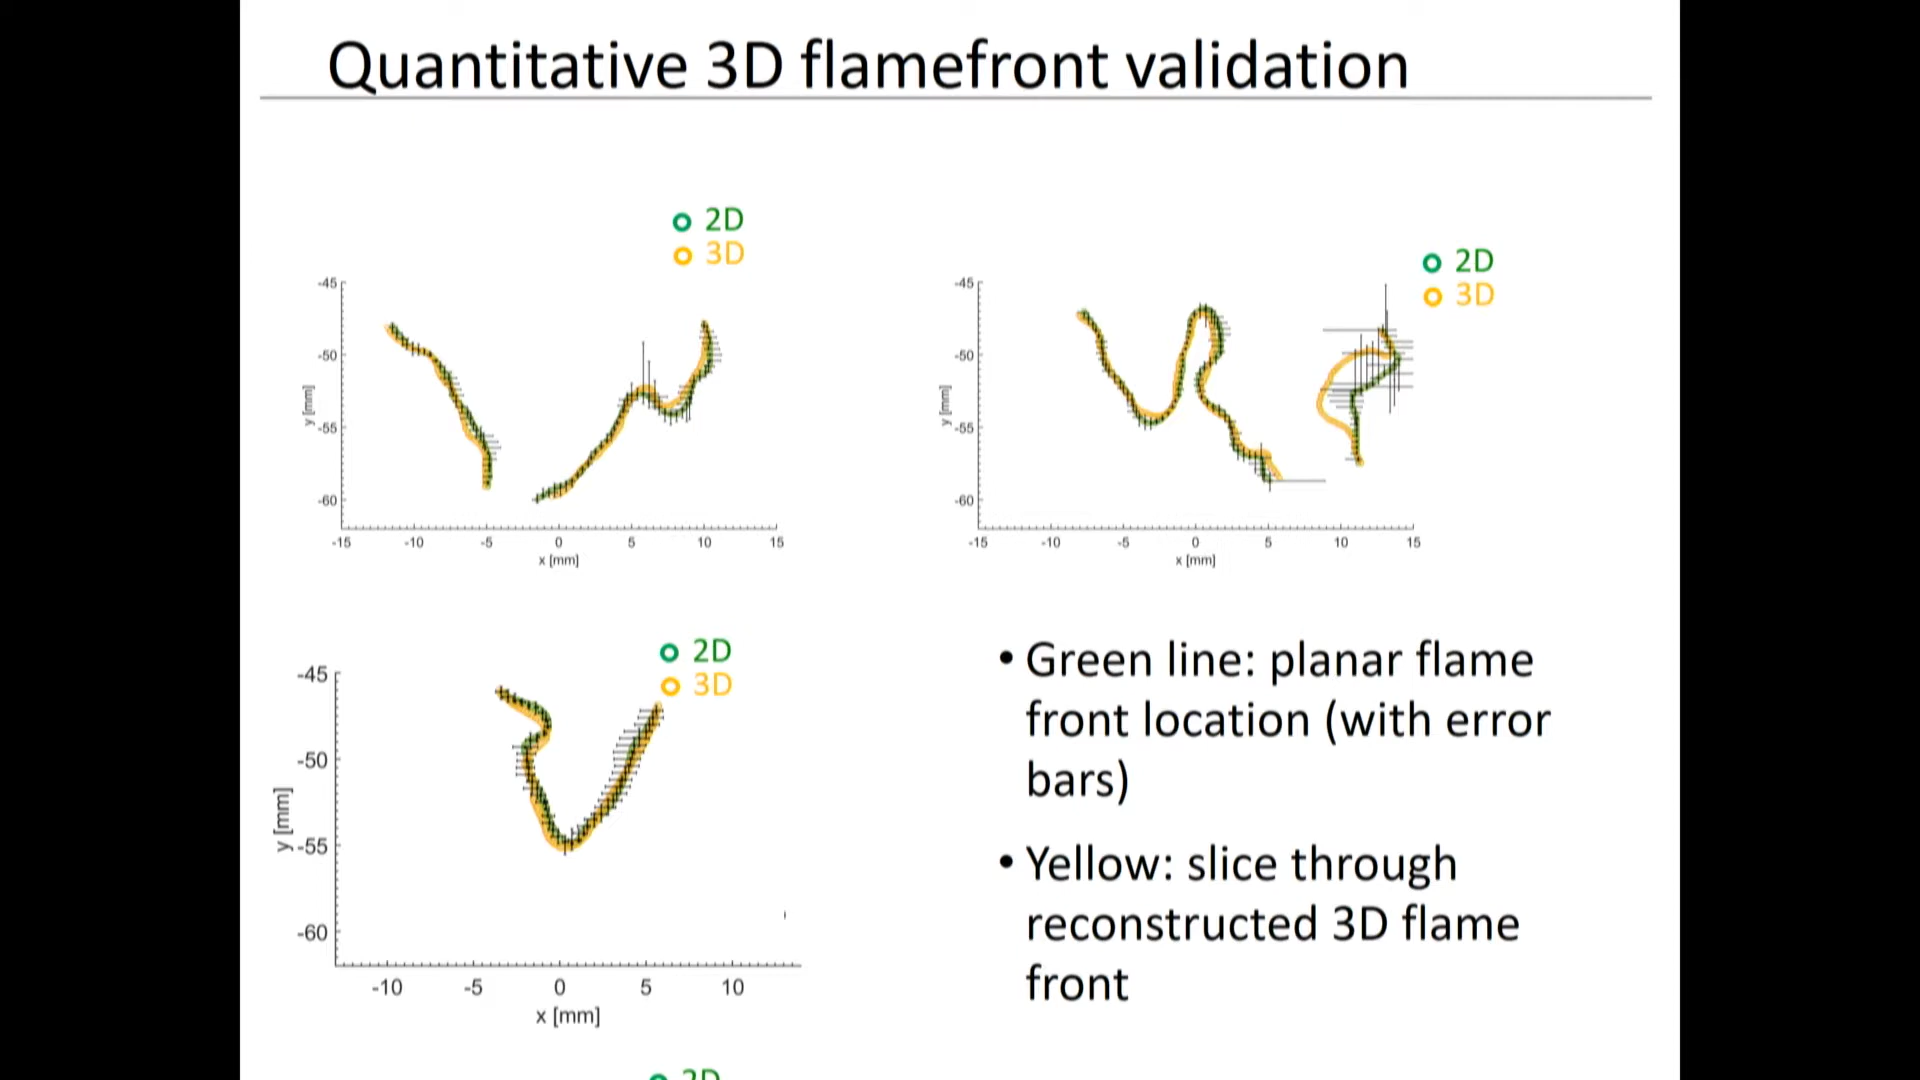 Quantitative 3D flamefront validation
2D
3D
-45
-50
-55
-60
y [mm]
-15 -10 -5 0 5 10 15
x [mm]
2D
3D
-45
-50
-55
-60
y [mm]
-15 -10 -5 0 5 10 15
x [mm]
2D
3D
-45
-50
-55
-60
y [mm]
-10 -5 0 5 10
x [mm]
• Green line: planar flame
front location (with error
bars)
• Yellow: slice through
reconstructed 3D flame
front
2D